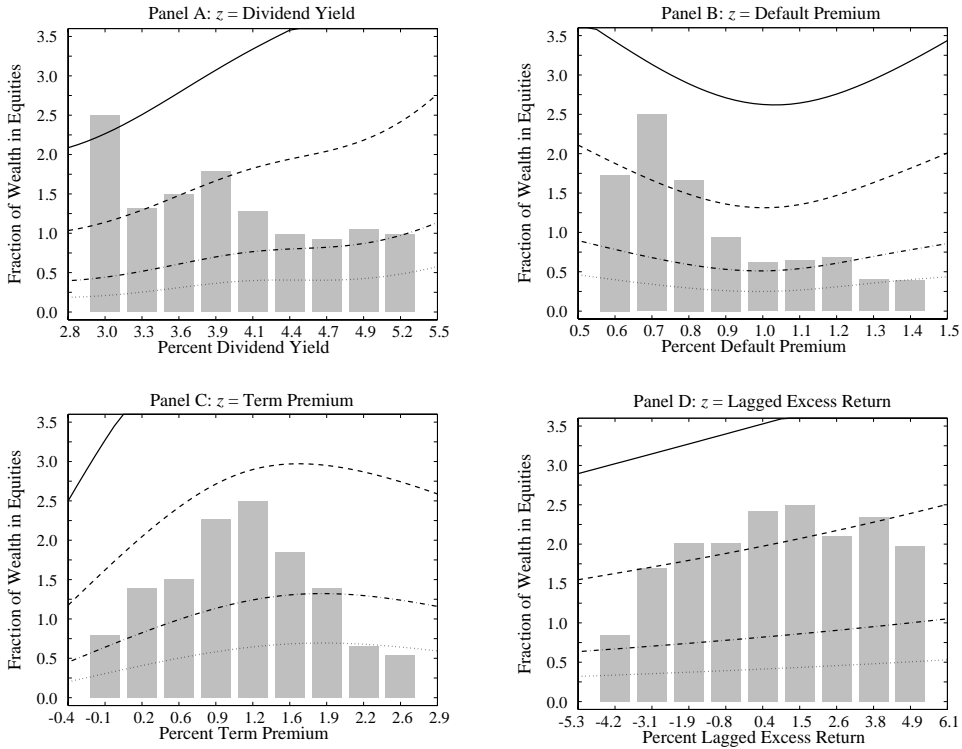 Panel A: z = Dividend Yield
Fraction of Wealth in Equities
3.5
3.0
2.5
2.0
1.5
1.0
0.5
0.0
2.8 3.0 3.3 3.6 3.9 4.1 4.4 4.7 4.9 5.2 5.5
Percent Dividend Yield
Panel B: z = Default Premium
Fraction of Wealth in Equities
3.5
3.0
2.5
2.0
1.5
1.0
0.5
0.0
0.5 0.6 0.7 0.8 0.9 1.0 1.1 1.2 1.3 1.4 1.5
Percent Default Premium
Panel C: z = Term Premium
Fraction of Wealth in Equities
3.5
3.0
2.5
2.0
1.5
1.0
0.5
0.0
-0.4 -0.1 0.2 0.6 0.9 1.2 1.6 1.9 2.2 2.6 2.9
Percent Term Premium
Panel D: z = Lagged Excess Return
Fraction of Wealth in Equities
3.5
3.0
2.5
2.0
1.5
1.0
0.5
0.0
-5.3 -4.2 -3.1 -1.9 -0.8 0.4 1.5 2.6 3.8 4.9 6.1
Percent Lagged Excess Return